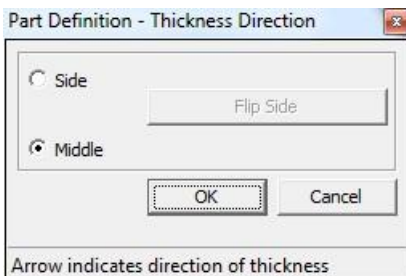 Part Definition - Thickness Direction
Side
Flip Side
Middle
OK Cancel
Arrow indicates direction of thickness